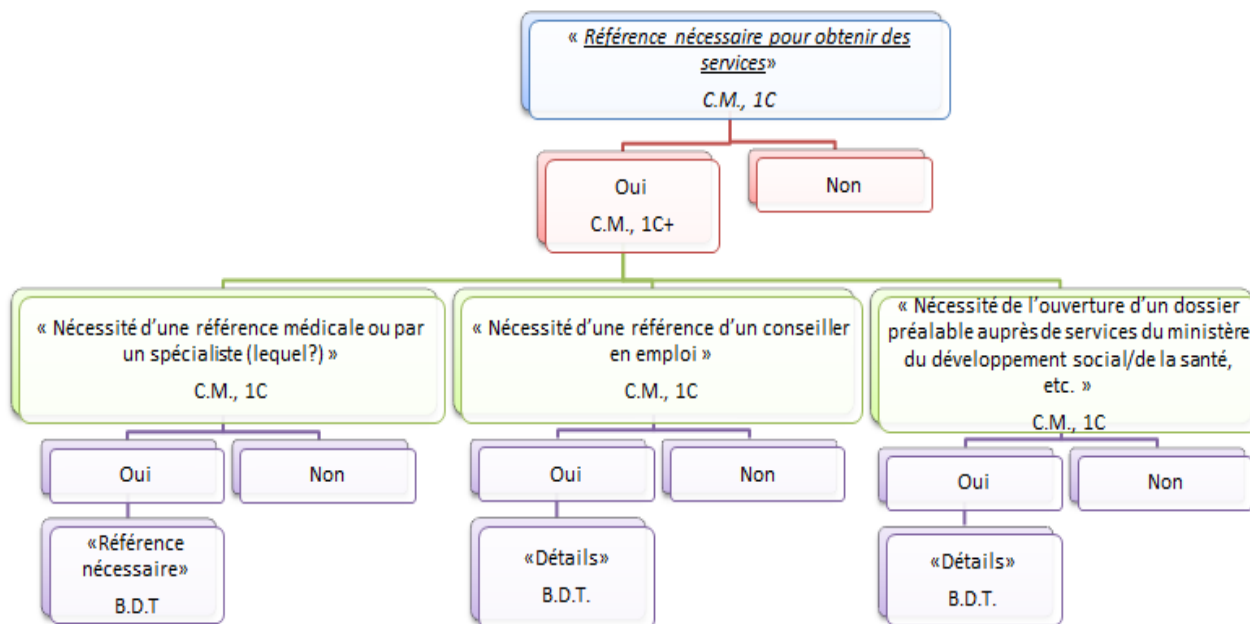 « Référence nécessaire pour obtenir des
services»
C.M., 1C
Oui
C.M., 1C+
Non
« Nécessité d’une référence médicale ou par
un spécialiste (lequel?) »
C.M., 1C
« Nécessité d’une référence d’un conseiller
en emploi »
C.M., 1C
« Nécessité de l’ouverture d’un dossier
préalable auprès de services du ministère
du développement social/de la santé,
etc. »
C.M., 1C
Oui
Non
Oui
Non
Oui
Non
«Référence
nécessaire»
B.D.T
«Détails»
B.D.T.
«Détails»
B.D.T.